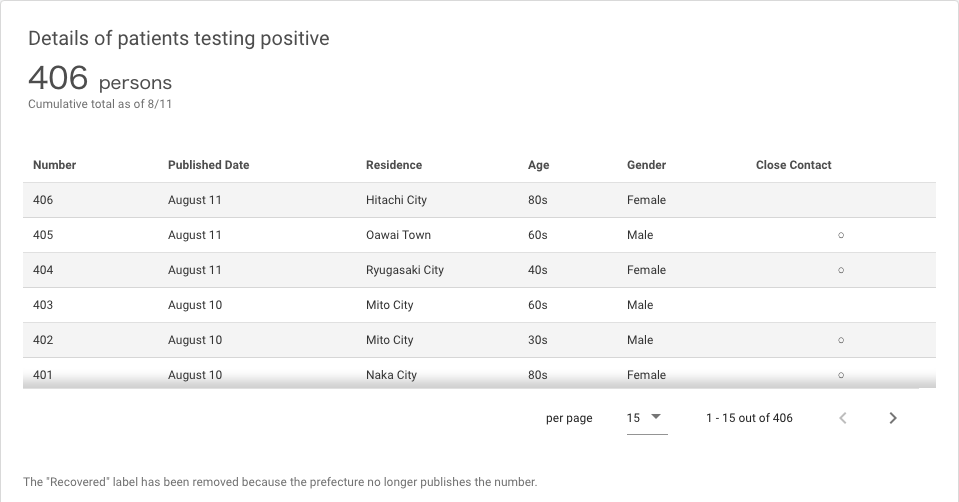 Details of patients testing positive
406 persons
Cumulative total as of 8/11
Number Published Date Residence Age Gender Close Contact
406 August 11 Hitachi City 80s Female
405 August 11 Oawai Town 60s Male ○
404 August 11 Ryugasaki City 40s Female ○
403 August 10 Mito City 60s Male
402 August 10 Mito City 30s Male ○
401 August 10 Naka City 80s Female ○
per page 15 1 - 15 out of 406
The "Recovered" label has been removed because the prefecture no longer publishes the number.